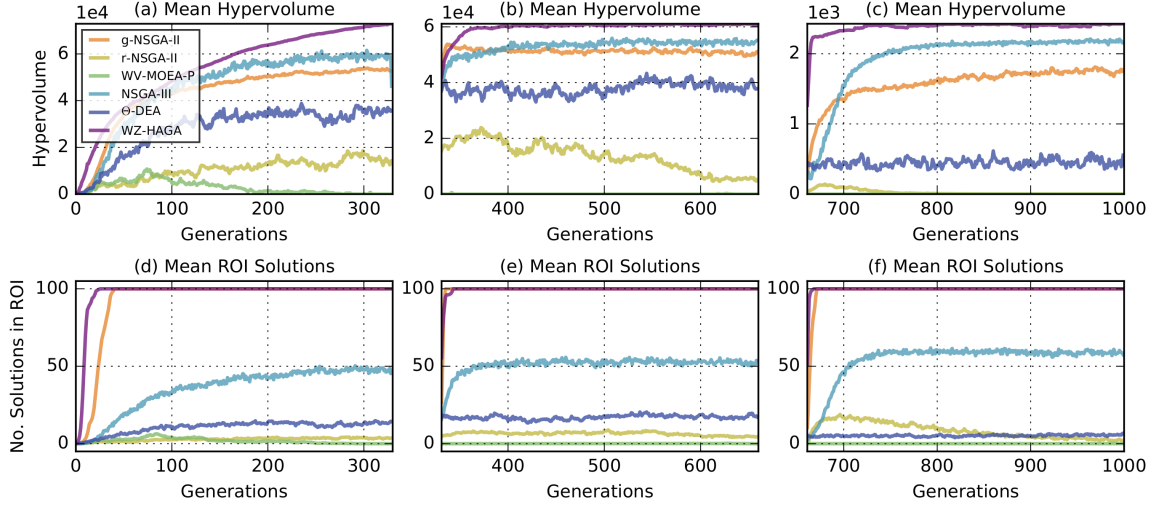 (a) Mean Hypervolume
(b) Mean Hypervolume
(c) Mean Hypervolume
1e4
1e4
1e3
g-NSGA-II
r-NSGA-II
WV-MOEA-P
NSGA-III
Θ-DEA
WZ-HAGA
Hypervolume
6
4
2
0
0 100 200 300
Generations
6
4
2
0
400 500 600
Generations
2
1
0
700 800 900 1000
Generations
(d) Mean ROI Solutions
(e) Mean ROI Solutions
(f) Mean ROI Solutions
No. Solutions in ROI
100
50
0
0 100 200 300
Generations
100
50
0
400 500 600
Generations
100
50
0
700 800 900 1000
Generations